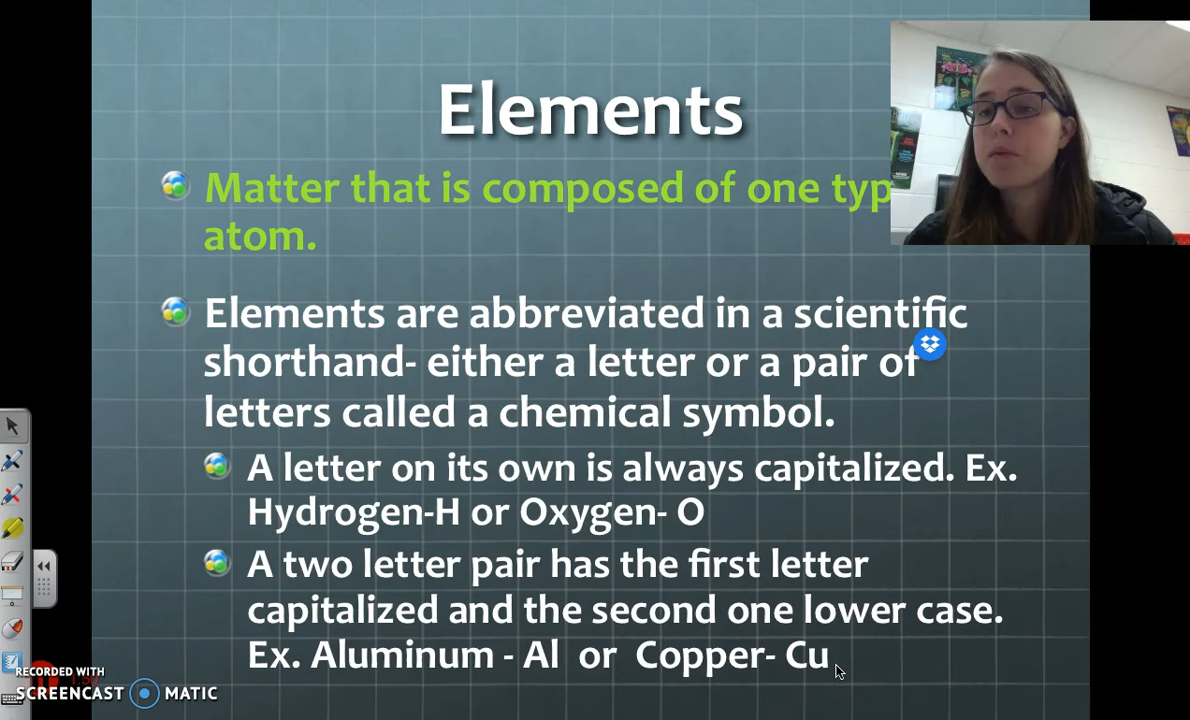 Elements
Matter that is composed of one typ
atom.
Elements are abbreviated in a scientific
shorthand- either a letter or a pair of
letters called a chemical symbol.
A letter on its own is always capitalized. Ex.
Hydrogen-H or Oxygen- O
A two letter pair has the first letter
capitalized and the second one lower case.
Ex. Aluminum - Al or Copper- Cu
RECORDED WITH
SCREENCAST MATIC